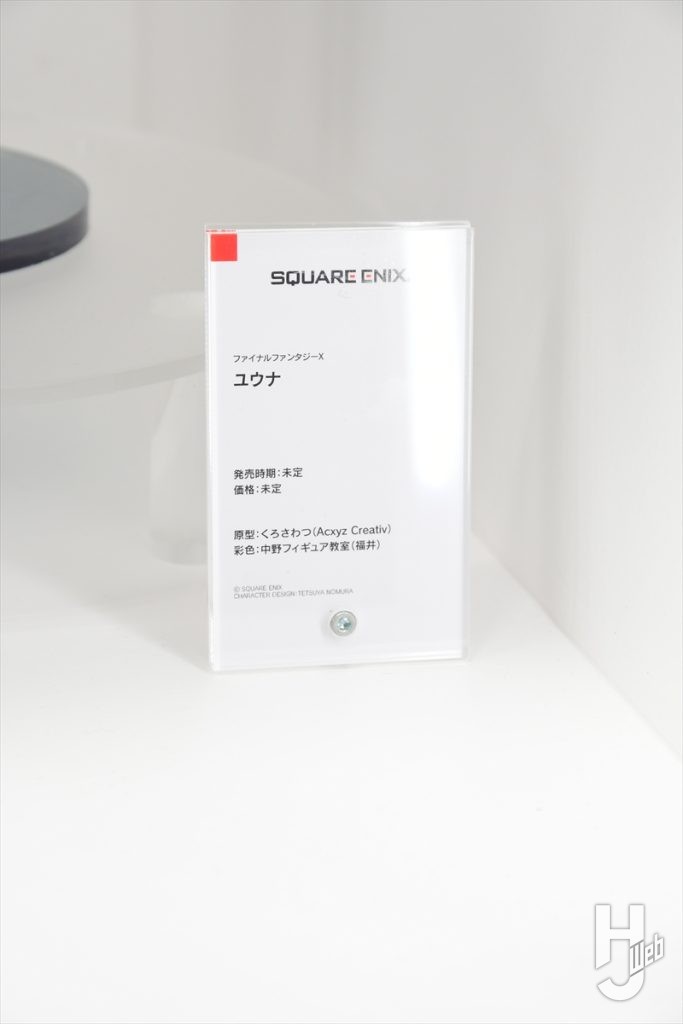 SQUARE ENIX
ファイナルファンタジーX
ユウナ
発売時期：未定
価格：未定
原型：くろさわつ（Acxyz Creativ）
彩色：中野フィギュア教室（福井）
© SQUARE ENIX
CHARACTER DESIGN: TETSUYA NOMURA
HJ Web